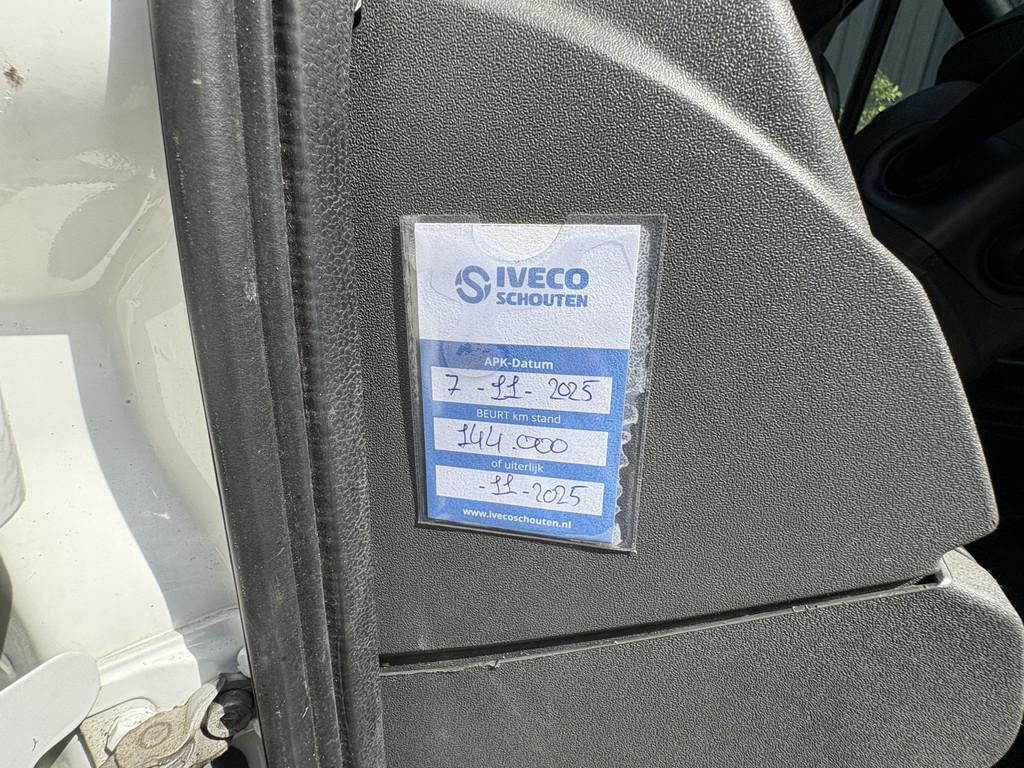 IVECO
SCHOUTEN
APK-Datum
7-11-2025
BEURT km stand
144.000
of uiterlijk
-11-2025
www.ivecoschouten.nl